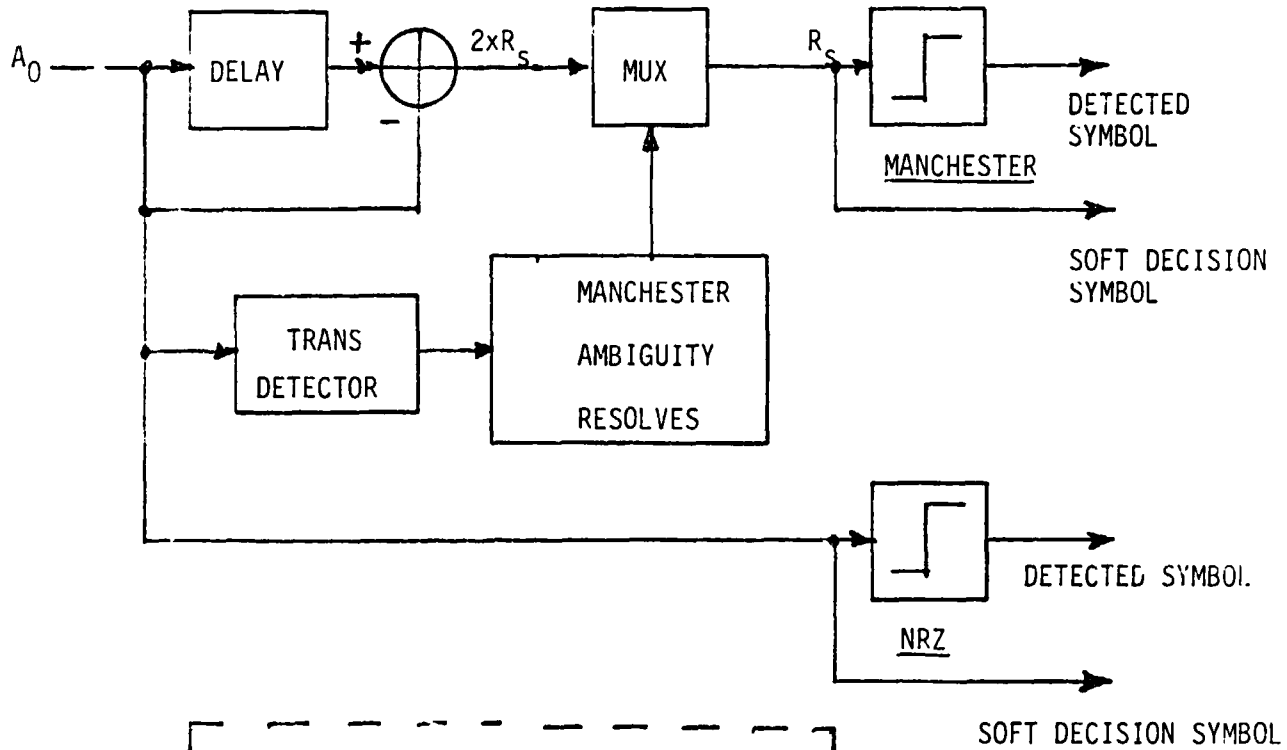 A0
DELAY
+
-
2xRs
MUX
Rs
DETECTED
SYMBOL
MANCHESTER
SOFT DECISION
SYMBOL
TRANS
DETECTOR
MANCHESTER
AMBIGUITY
RESOLVES
DETECTED SYMBOL
NRZ
SOFT DECISION SYMBOL